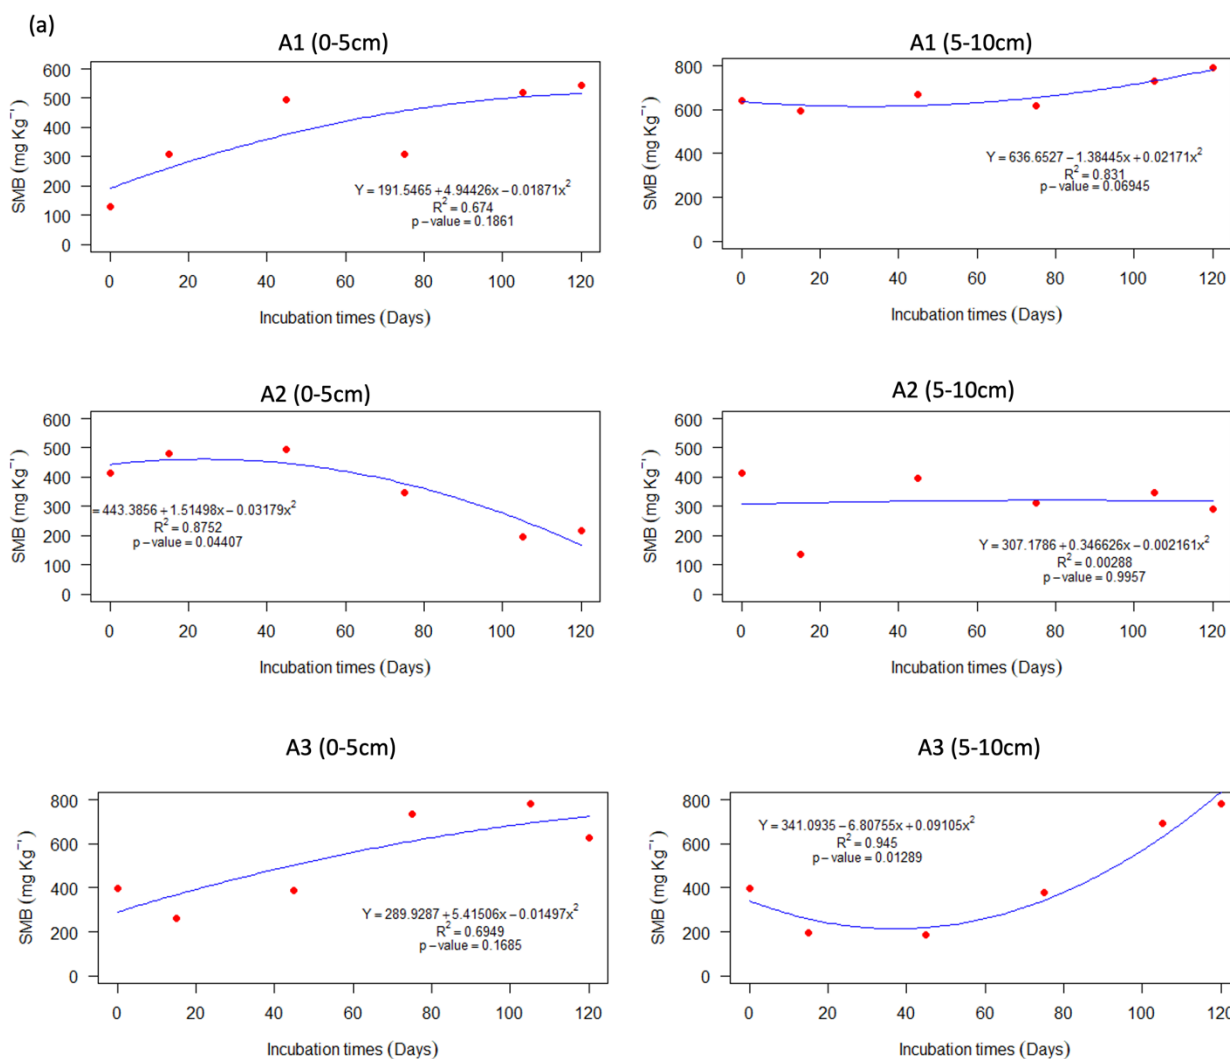 (a)
A1 (0-5cm)
600
500
400
300
200
100
0
SMB (mg Kg⁻¹)
Y = 191.5465 + 4.94426x − 0.01871x²
R² = 0.674
p − value = 0.1861
0 20 40 60 80 100 120
Incubation times (Days)
A1 (5-10cm)
800
600
400
200
0
SMB (mg Kg⁻¹)
Y = 636.6527 − 1.38445x + 0.02171x²
R² = 0.831
p − value = 0.06945
0 20 40 60 80 100 120
Incubation times (Days)
A2 (0-5cm)
600
500
400
300
200
100
0
SMB (mg Kg⁻¹)
= 443.3856 + 1.51498x − 0.03179x²
R² = 0.8752
p − value = 0.04407
0 20 40 60 80 100 120
Incubation times (Days)
A2 (5-10cm)
600
500
400
300
200
100
0
SMB (mg Kg⁻¹)
Y = 307.1786 + 0.346626x − 0.002161x²
R² = 0.00288
p − value = 0.9957
0 20 40 60 80 100 120
Incubation times (Days)
A3 (0-5cm)
800
600
400
200
0
SMB (mg Kg⁻¹)
Y = 289.9287 + 5.41506x − 0.01497x²
R² = 0.6949
p − value = 0.1685
0 20 40 60 80 100 120
Incubation times (Days)
A3 (5-10cm)
800
600
400
200
0
SMB (mg Kg⁻¹)
Y = 341.0935 − 6.80755x + 0.09105x²
R² = 0.945
p − value = 0.01289
0 20 40 60 80 100 120
Incubation times (Days)